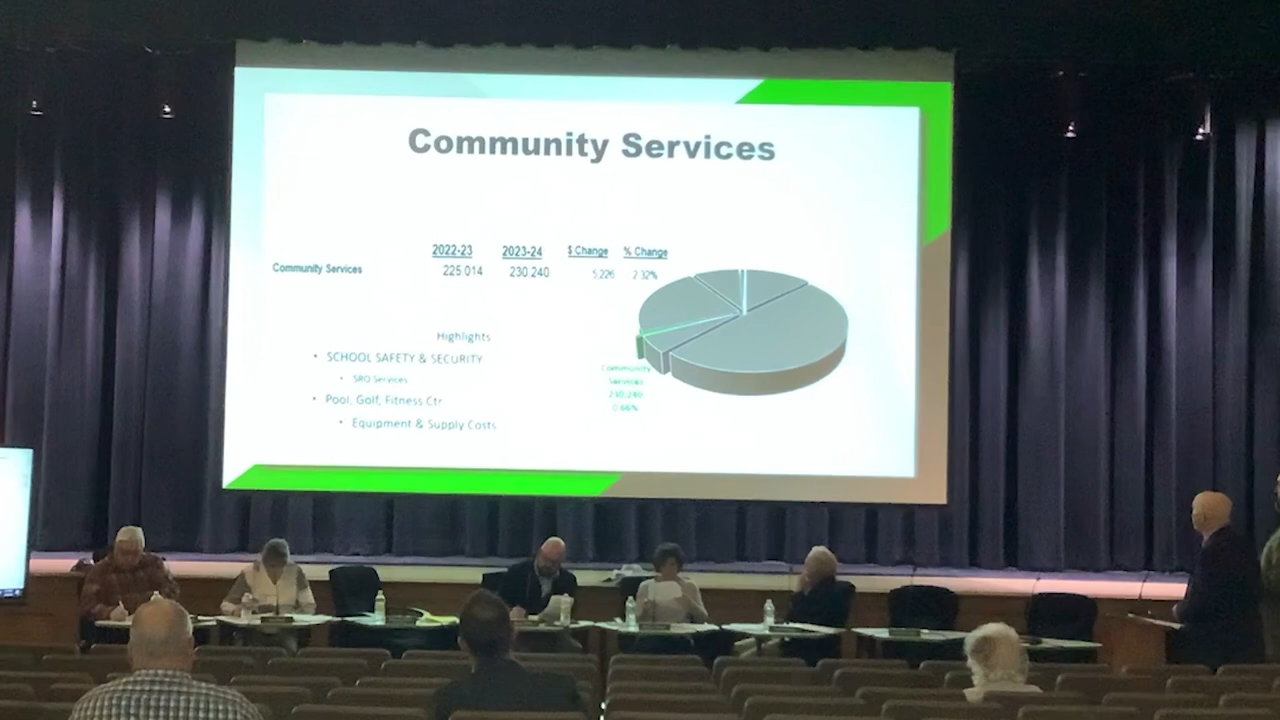 Community Services
2022-23 2023-24 $ Change % Change
Community Services 225.014 230.240 5.226 2.32%
Highlights
• SCHOOL SAFETY & SECURITY
• SRO Services
• Pool, Golf, Fitness Ctr
• Equipment & Supply Costs
Community
Services
230,240
0.66%